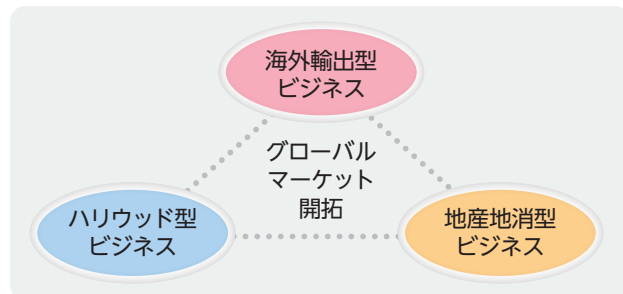 海外輸出型
ビジネス
グローバル
マーケット
開拓
ハリウッド型
ビジネス
地産地消型
ビジネス